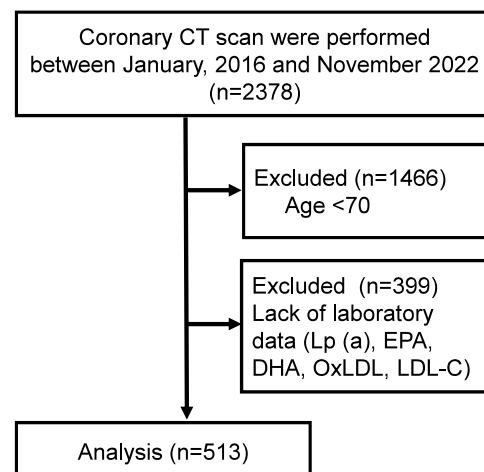 Coronary CT scan were performed
between January, 2016 and November 2022
(n=2378)
Excluded (n=1466)
Age <70
Excluded (n=399)
Lack of laboratory
data (Lp (a), EPA,
DHA, OxLDL, LDL-C)
Analysis (n=513)